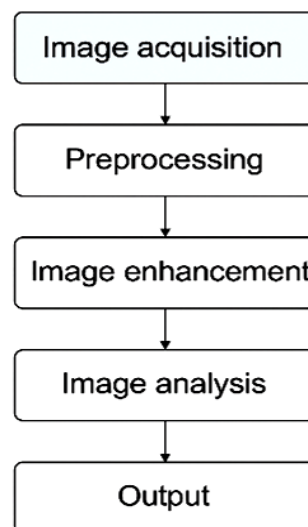 Image acquisition
Preprocessing
Image enhancement
Image analysis
Output